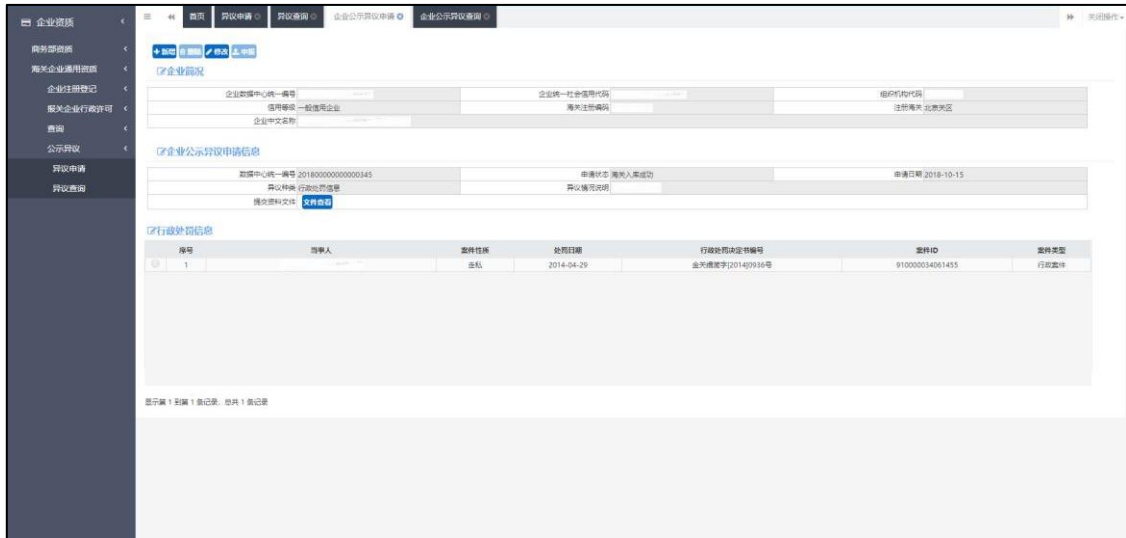 企业资质
首页 异议申请 异议查询 企业公示异议申请 企业公示异议查询
关闭操作
商务部资质
海关企业通用资质
企业注册登记
报关企业行政许可
查询
公示异议
异议申请
异议查询
新增 删除 修改 申报
企业简况
企业数据中心统一编号 企业统一社会信用代码 组织机构代码
信用等级 一般信用企业 海关注册编码 注册海关 北京关区
企业中文名称
企业公示异议申请信息
数据中心统一编号 201800000000000345 申请状态 海关入库成功 申请日期 2018-10-15
异议种类 行政处罚信息 异议情况说明
提交资料文件 文件查看
行政处罚信息
序号 当事人 案件性质 处罚日期 行政处罚决定书编号 案件ID 案件类型
1 走私 2014-04-29 字[2014]0936号 910000034061455 行政案件
显示第 1 到第 1 条记录，总共 1 条记录